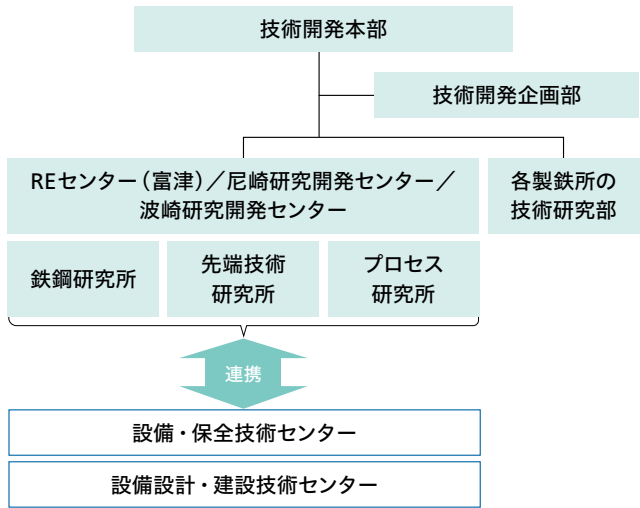 技術開発本部
技術開発企画部
REセンター（富津）／尼崎研究開発センター／
波崎研究開発センター
各製鉄所の
技術研究部
鉄鋼研究所
先端技術
研究所
プロセス
研究所
連携
設備・保全技術センター
設備設計・建設技術センター